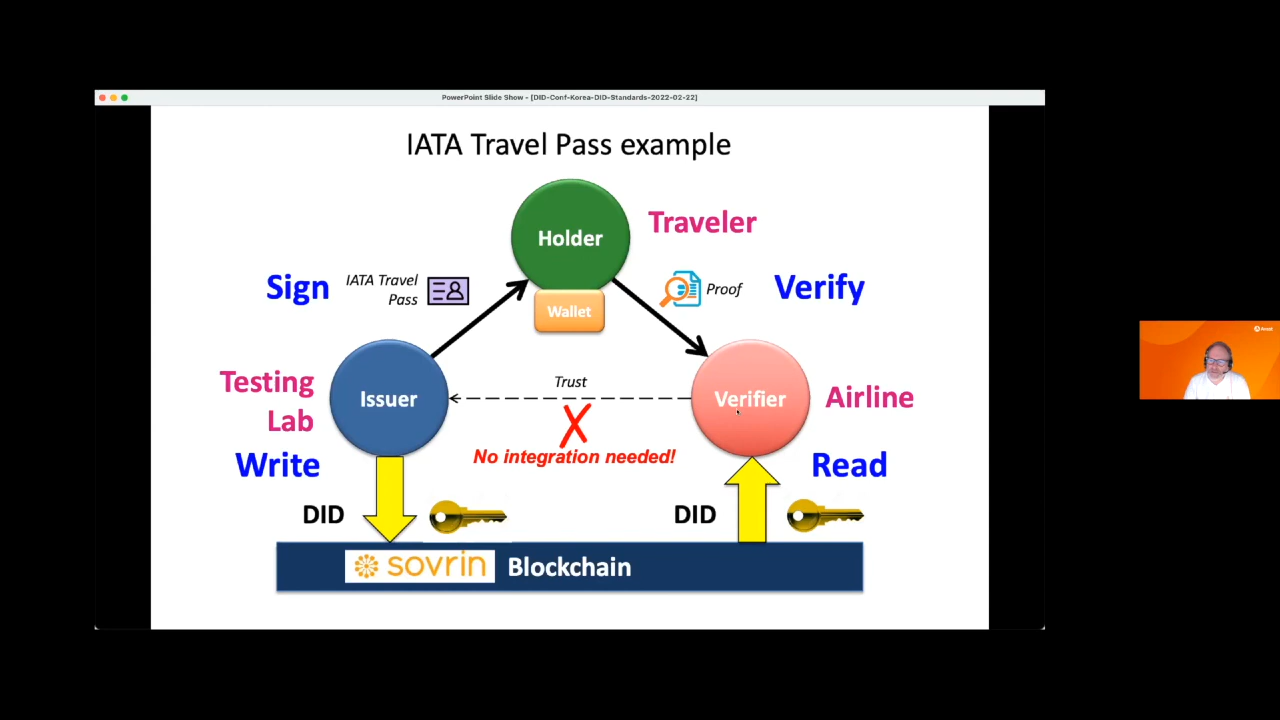 PowerPoint Slide Show - [DID-Conf-Korea-DID-Standards-2022-02-22]
IATA Travel Pass example
Holder
Traveler
Sign
IATA Travel
Pass
Proof
Verify
Wallet
Testing
Lab
Issuer
Trust
Verifier
Airline
No integration needed!
Write
Read
DID
DID
sovrin
Blockchain